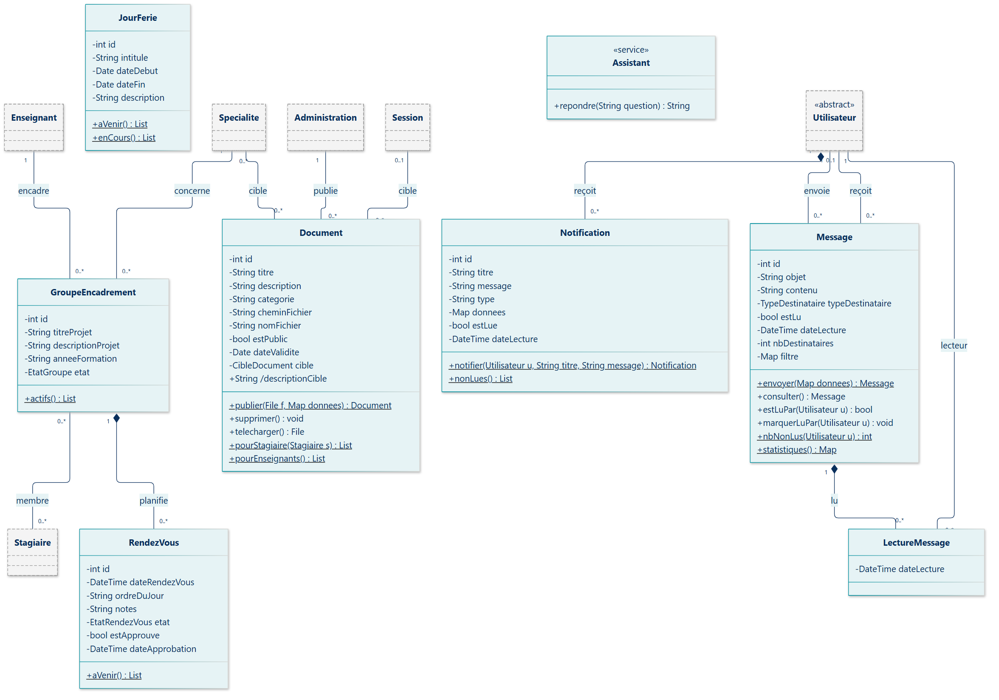 JourFerie
-int id
-String intitule
-Date dateDebut
-Date dateFin
-String description
+aVenir() : List
+enCours() : List
«service»
Assistant
+repondre(String question) : String
«abstract»
Utilisateur
Enseignant
Specialite
Administration
Session
1
0..*
1
0..1
0..1
1
encadre
concerne
cible
publie
cible
reçoit
envoie
reçoit
0..*
0..*
0..*
0..*
0..*
Document
-int id
-String titre
-String description
-String categorie
-String cheminFichier
-String nomFichier
-bool estPublic
-Date dateValidite
-CibleDocument cible
+String /descriptionCible
+publier(File f, Map donnees) : Document
+supprimer() : void
+telecharger() : File
+pourStagiaire(Stagiaire s) : List
+pourEnseignants() : List
Notification
-int id
-String titre
-String message
-String type
-Map donnees
-bool estLue
-DateTime dateLecture
+notifier(Utilisateur u, String titre, String message) : Notification
+nonLues() : List
Message
-int id
-String objet
-String contenu
-TypeDestinataire typeDestinataire
-bool estLu
-DateTime dateLecture
-int nbDestinataires
-Map filtre
+envoyer(Map donnees) : Message
+consulter() : Message
+estLuPar(Utilisateur u) : bool
+marquerLuPar(Utilisateur u) : void
+nbNonLus(Utilisateur u) : int
+statistiques() : Map
lecteur
0..*
0..*
GroupeEncadrement
-int id
-String titreProjet
-String descriptionProjet
-String anneeFormation
-EtatGroupe etat
+actifs() : List
0..*
1
1
membre
planifie
lu
0..*
0..*
0..*
Stagiaire
RendezVous
-int id
-DateTime dateRendezVous
-String ordreDuJour
-String notes
-EtatRendezVous etat
-bool estApprouve
-DateTime dateApprobation
+aVenir() : List
LectureMessage
-DateTime dateLecture